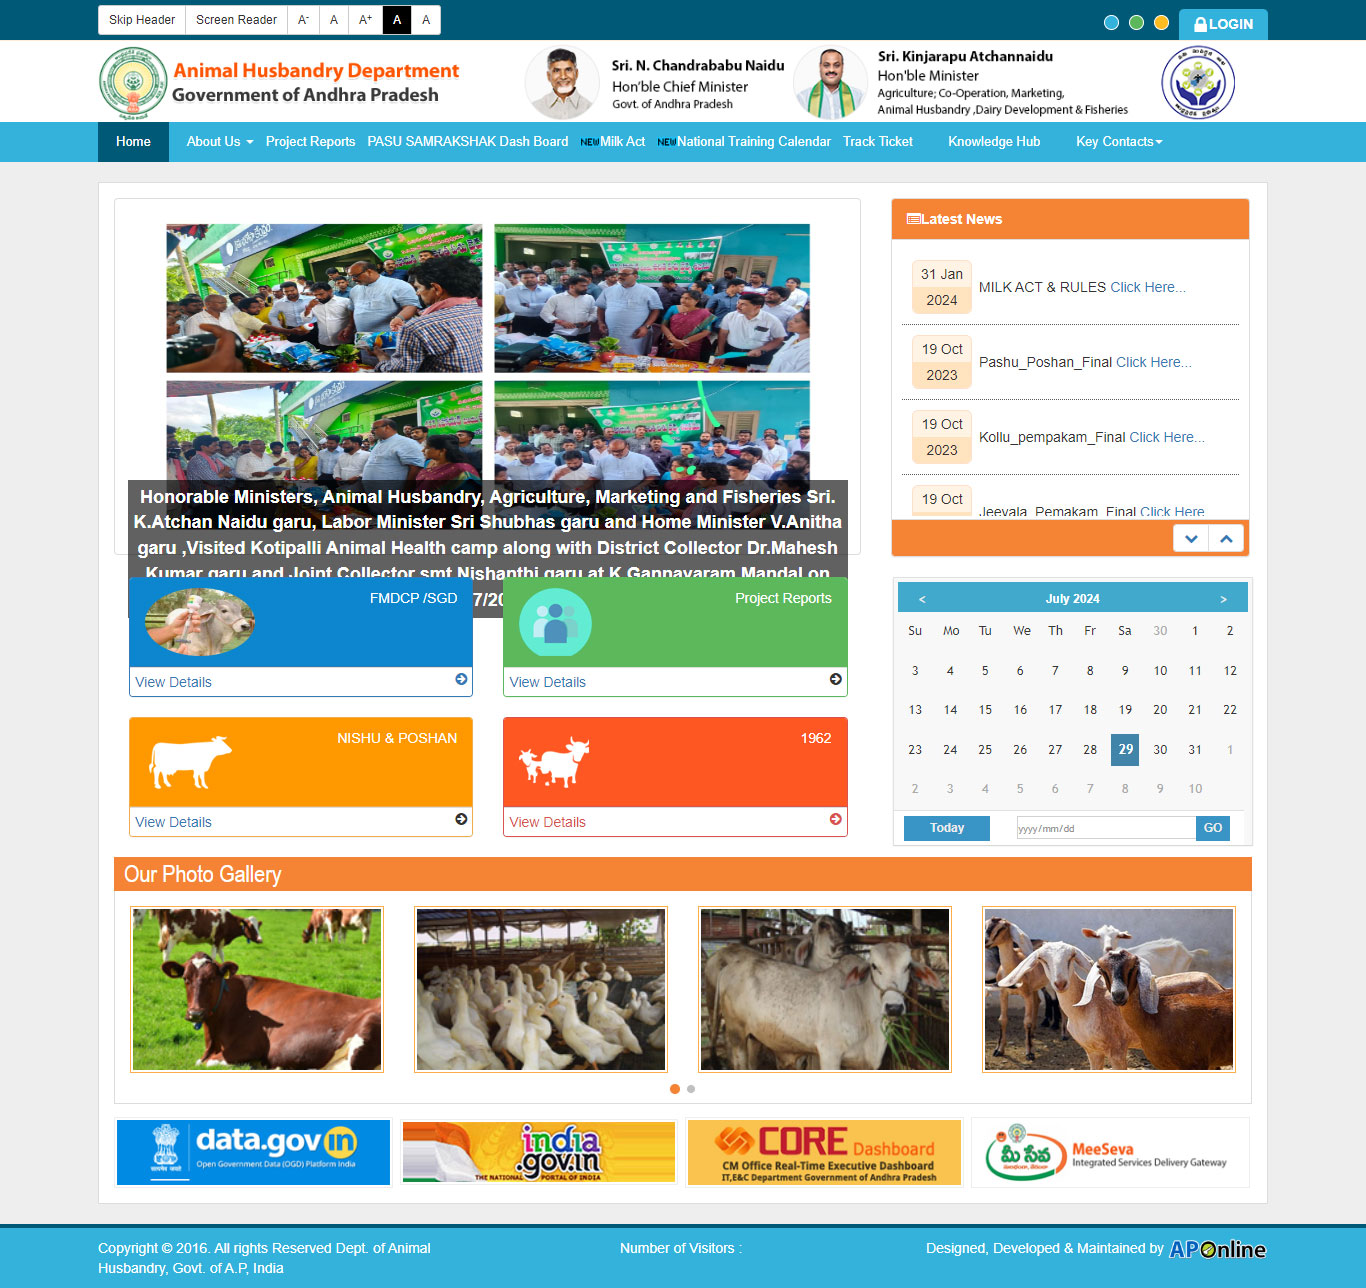 Skip Header
Screen Reader
A-
A
A+
A
A
LOGIN
Animal Husbandry Department
Government of Andhra Pradesh
Sri. N. Chandrababu Naidu
Hon'ble Chief Minister
Govt. of Andhra Pradesh
Sri. Kinjarapu Atchannaidu
Hon'ble Minister
Agriculture; Co-Operation, Marketing,
Animal Husbandry ,Dairy Development & Fisheries
Home
About Us
Project Reports
PASU SAMRAKSHAK Dash Board
NEW Milk Act
NEW National Training Calendar
Track Ticket
Knowledge Hub
Key Contacts
Honorable Ministers, Animal Husbandry, Agriculture, Marketing and Fisheries Sri.
K.Atchan Naidu garu, Labor Minister Sri Shubhas garu and Home Minister V.Anitha
garu ,Visited Kotipalli Animal Health camp along with District Collector Dr.Mahesh
Kumar garu and Joint Collector smt Nishanthi garu at K.Gannavaram Mandal on
7/20
Latest News
31 Jan
2024
MILK ACT & RULES Click Here...
19 Oct
2023
Pashu_Poshan_Final Click Here...
19 Oct
2023
Kollu_pempakam_Final Click Here...
19 Oct
Jeevala_Pemakam_Final Click Here
FMDCP /SGD
View Details
Project Reports
View Details
NISHU & POSHAN
View Details
1962
View Details
< July 2024 >
Su Mo Tu We Th Fr Sa 30 1 2
3 4 5 6 7 8 9 10 11 12
13 14 15 16 17 18 19 20 21 22
23 24 25 26 27 28 29 30 31 1
2 3 4 5 6 7 8 9 10
Today
yyyy/mm/dd
GO
Our Photo Gallery
सत्यमेव जयते
data.gov in
Open Government Data (OGD) Platform India
india
.gov.in
THE NATIONAL PORTAL OF INDIA
CORE Dashboard
CM Office Real-Time Executive Dashboard
IT,E&C Department Government of Andhra Pradesh
మీ సేవ
MeeSeva
Integrated Services Delivery Gateway
Copyright © 2016. All rights Reserved Dept. of Animal
Husbandry, Govt. of A.P, India
Number of Visitors :
Designed, Developed & Maintained by APOnline